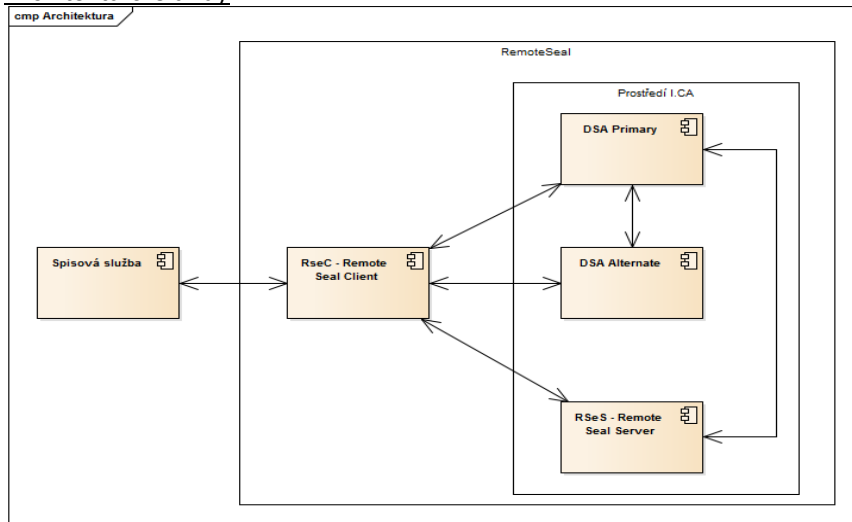 cmp Architektura
RemoteSeal
Prostředí I.CA
DSA Primary
Spisová služba
RseC - Remote
Seal Client
DSA Alternate
RSeS - Remote
Seal Server